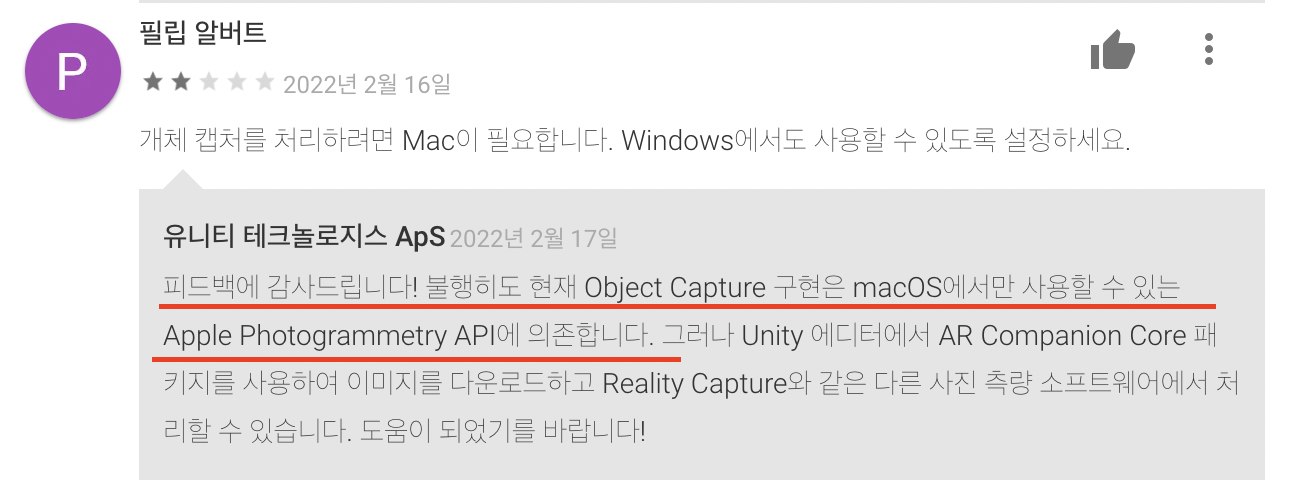 P
필립 알버트
2022년 2월 16일
개체 캡처를 처리하려면 Mac이 필요합니다. Windows에서도 사용할 수 있도록 설정하세요.
유니티 테크놀로지스 ApS 2022년 2월 17일
피드백에 감사드립니다! 불행히도 현재 Object Capture 구현은 macOS에서만 사용할 수 있는
Apple Photogrammetry API에 의존합니다. 그러나 Unity 에디터에서 AR Companion Core 패
키지를 사용하여 이미지를 다운로드하고 Reality Capture와 같은 다른 사진 측량 소프트웨어에서 처
리할 수 있습니다. 도움이 되었기를 바랍니다!